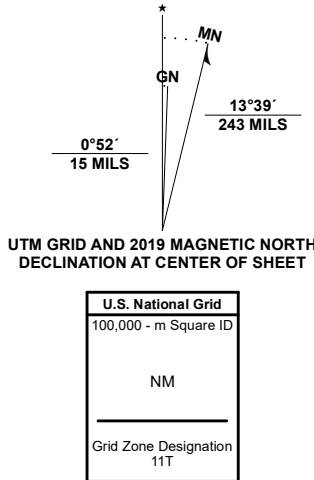 ★
MN
GN
13°39´
243 MILS
0°52´
15 MILS
UTM GRID AND 2019 MAGNETIC NORTH
DECLINATION AT CENTER OF SHEET
U.S. National Grid
100,000 - m Square ID
NM
Grid Zone Designation
11T